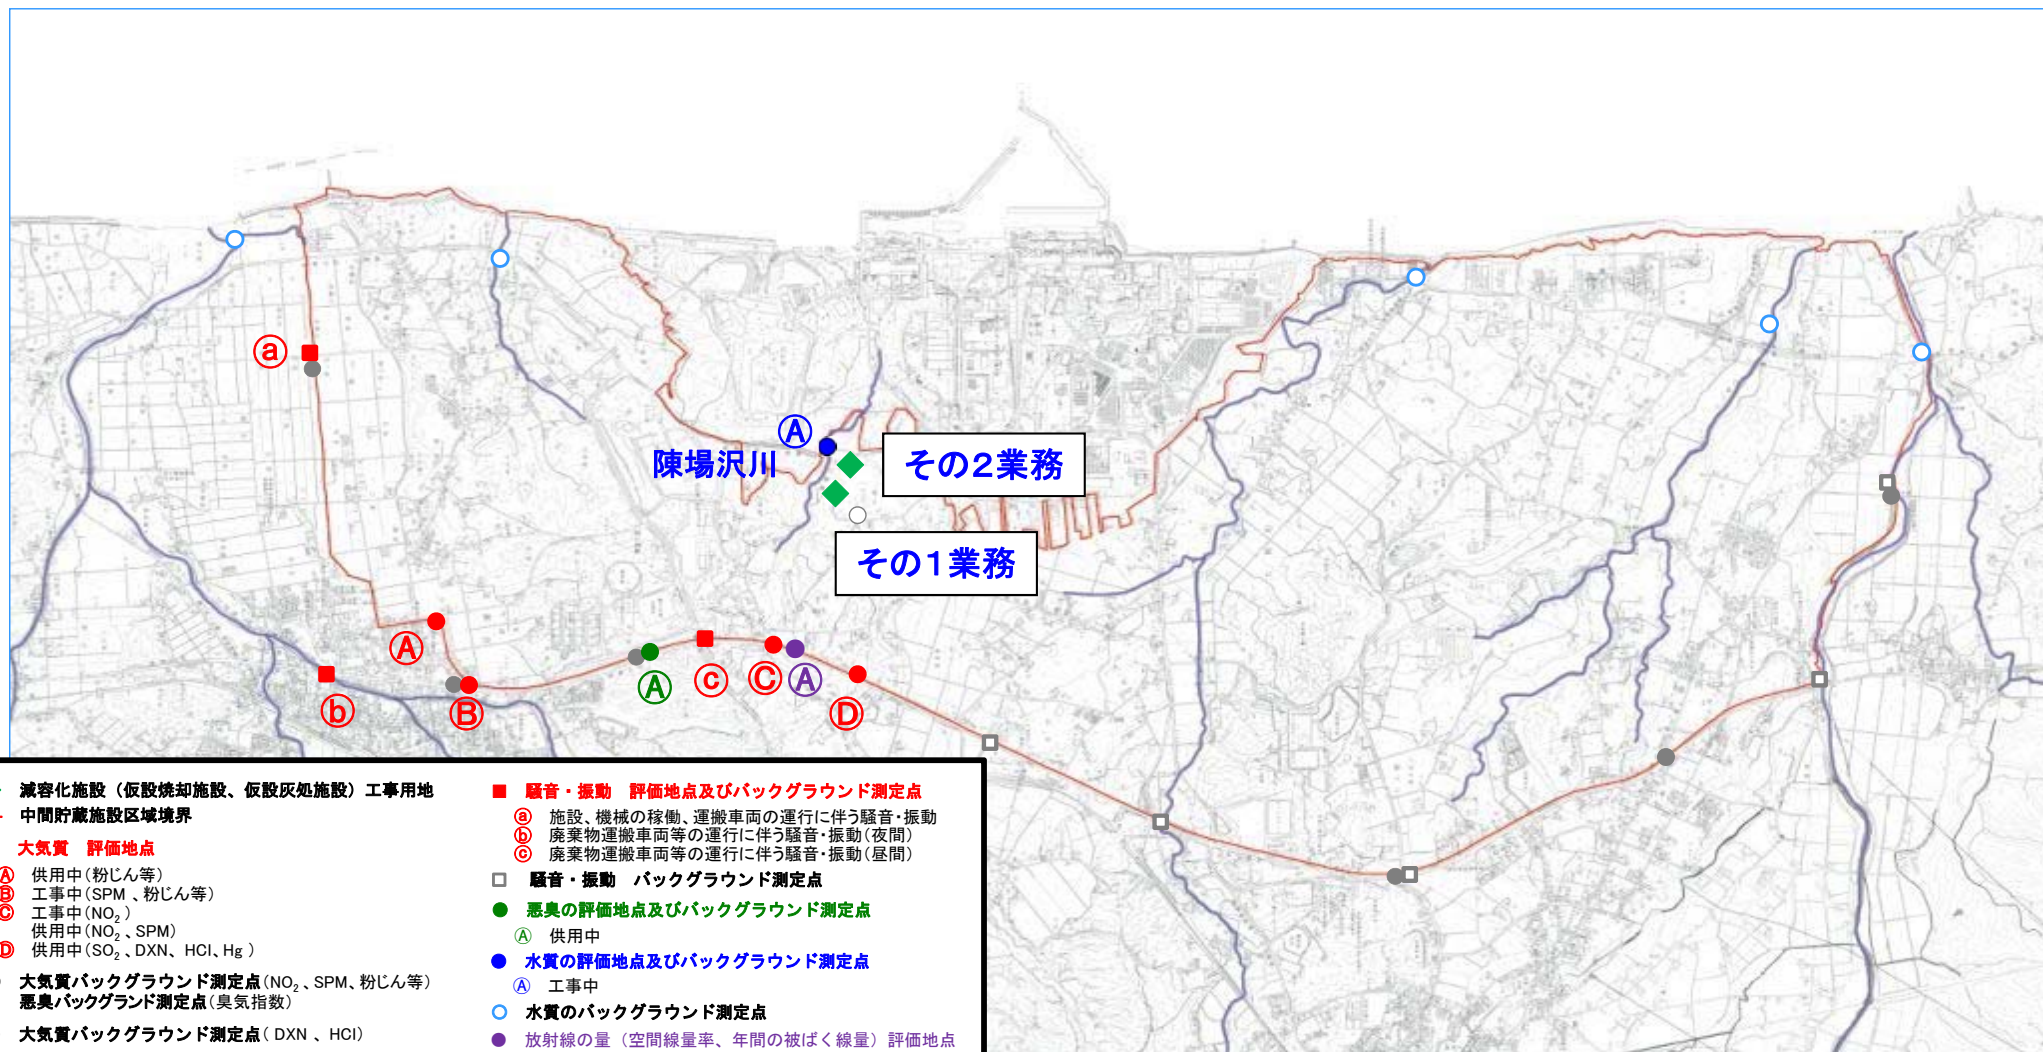 ⓐ
Ⓐ
陳場沢川
その２業務
その１業務
Ⓐ
ⓑ
Ⓑ
Ⓐ
ⓒ
Ⓒ
Ⓐ
Ⓓ
減容化施設（仮設焼却施設、仮設灰処施設）工事用地
中間貯蔵施設区域境界
大気質　評価地点
Ⓐ 供用中(粉じん等)
Ⓑ 工事中(SPM 、粉じん等)
Ⓒ 工事中(NO₂ )
供用中(NO₂ 、SPM)
Ⓓ 供用中(SO₂ 、DXN、 HCl、Hg )
大気質バックグラウンド測定点(NO₂ 、SPM、粉じん等)
悪臭バックグランド測定点(臭気指数)
大気質バックグラウンド測定点( DXN 、 HCl)
騒音・振動　評価地点及びバックグラウンド測定点
ⓐ 施設、機械の稼働、運搬車両の運行に伴う騒音・振動
ⓑ 廃棄物運搬車両等の運行に伴う騒音・振動(夜間)
ⓒ 廃棄物運搬車両等の運行に伴う騒音・振動(昼間)
騒音・振動　バックグラウンド測定点
悪臭の評価地点及びバックグラウンド測定点
Ⓐ 供用中
水質の評価地点及びバックグラウンド測定点
Ⓐ 工事中
水質のバックグラウンド測定点
放射線の量（空間線量率、年間の被ばく線量）評価地点